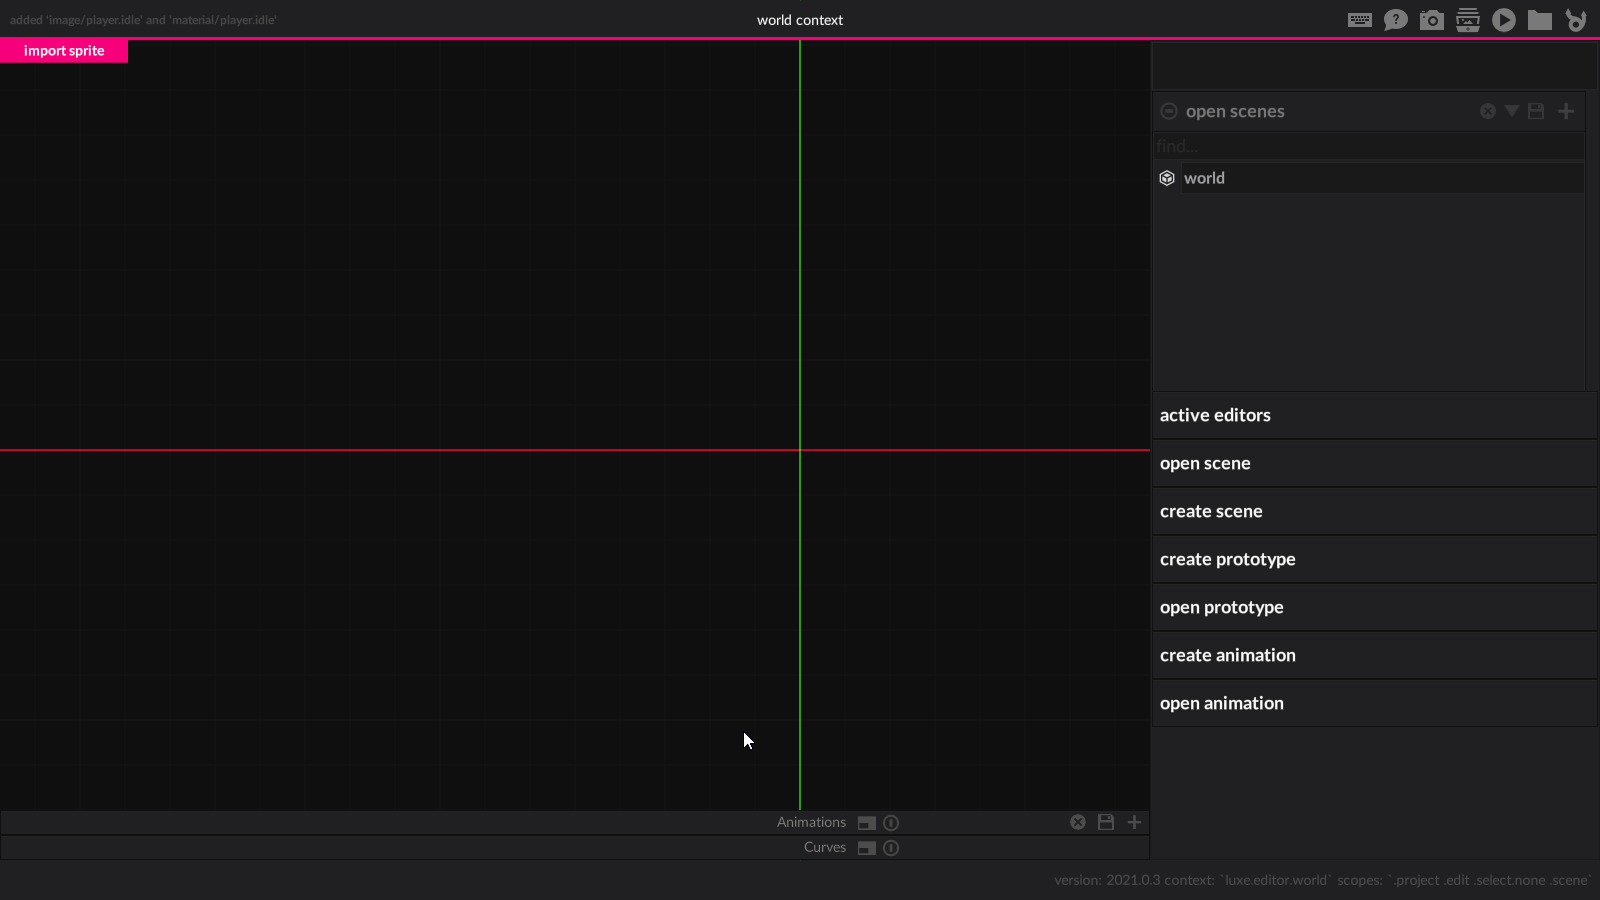 added 'image/player.idle' and 'material/player.idle'
world context
import sprite
open scenes
find...
world
active editors
open scene
create scene
create prototype
open prototype
create animation
open animation
Animations
Curves
version: 2021.0.3 context: `luxe.editor.world` scopes: `.project .edit .select.none .scene`